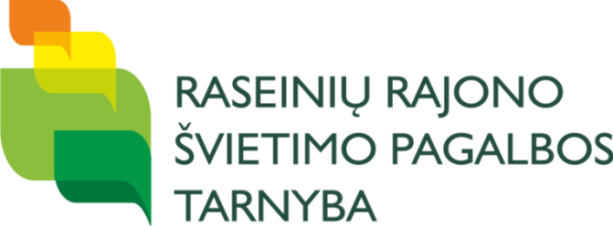 RASEINIŲ RAJONO
ŠVIETIMO PAGALBOS
TARNYBA